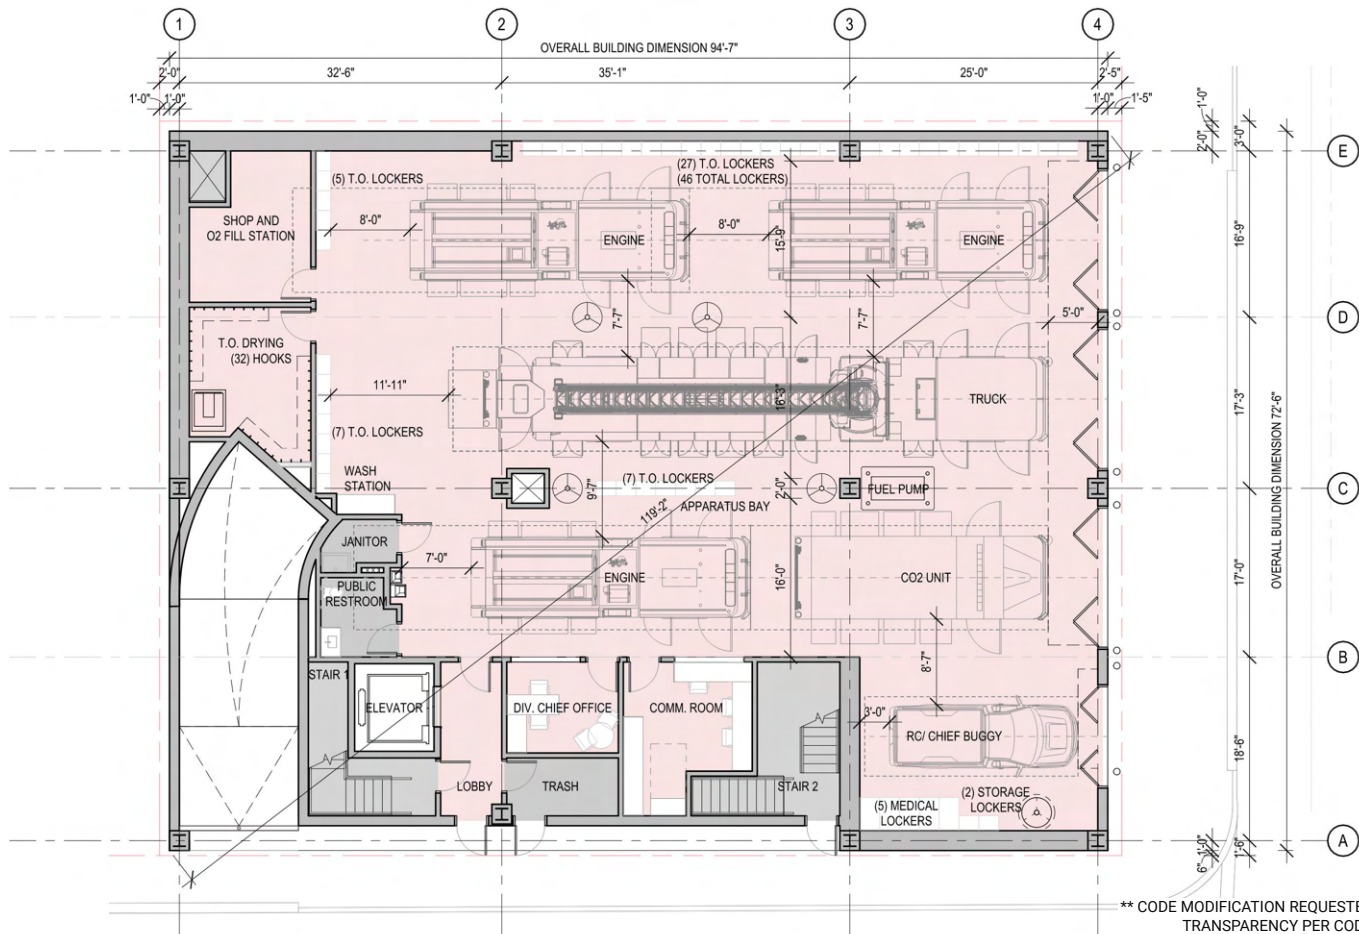 1
2
3
4
OVERALL BUILDING DIMENSION 94'-7"
2'-0"
32'-6"
35'-1"
25'-0"
2'-5"
1'-0"
1'-0"
1'-0"
1'-5"
1'-0"
2'-0"
3'-0"
E
(5) T.O. LOCKERS
(27) T.O. LOCKERS
(46 TOTAL LOCKERS)
SHOP AND
O2 FILL STATION
8'-0"
ENGINE
8'-0"
15'-9"
ENGINE
16'-9"
7'-7"
7'-7"
5'-0"
D
T.O. DRYING
(32) HOOKS
11'-11"
16'-3"
TRUCK
17'-3"
(7) T.O. LOCKERS
WASH
STATION
9'-7"
(7) T.O. LOCKERS
2'-0"
FUEL PUMP
C
119'-2"
APPARATUS BAY
OVERALL BUILDING DIMENSION 72'-6"
JANITOR
7'-0"
PUBLIC
RESTROOM
ENGINE
16'-0"
CO2 UNIT
17'-0"
8'-7"
B
STAIR 1
ELEVATOR
DIV. CHIEF OFFICE
COMM. ROOM
3'-0"
RC/ CHIEF BUGGY
18'-6"
LOBBY
TRASH
STAIR 2
(5) MEDICAL
LOCKERS
(2) STORAGE
LOCKERS
A
6"
1'-0"
1'-6"
** CODE MODIFICATION REQUESTE
TRANSPARENCY PER COD